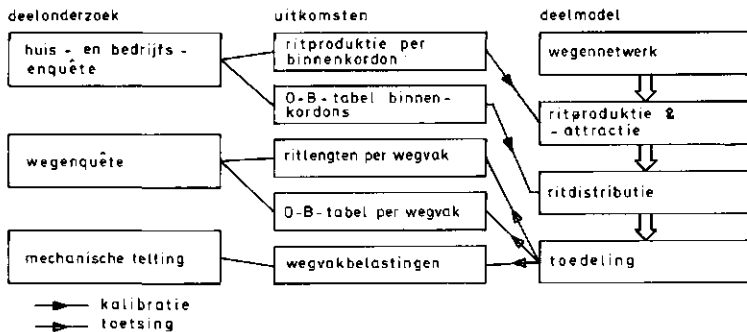 deelonderzoek
uitkomsten
deelmodel
huis - en bedrijfs -
enquête
ritproduktie per
binnenkordon
wegennetwerk
O-B-tabel binnen-
kordons
ritproduktie &
-attractie
wegenquête
ritlengten per wegvak
ritdistributie
O-B-tabel per wegvak
mechanische telling
wegvakbelastingen
toedeling
kalibratie
toetsing